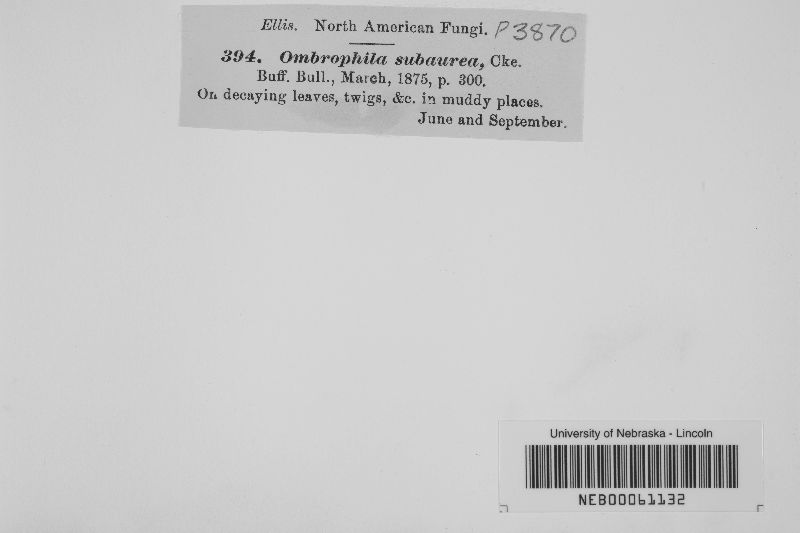 Ellis. North American Fungi. P3870
394. Ombrophila subaurea, Cke.
Buff. Bull., March, 1875, p. 300.
On decaying leaves, twigs, &c. in muddy places.
June and September.
University of Nebraska - Lincoln
NEB00061132